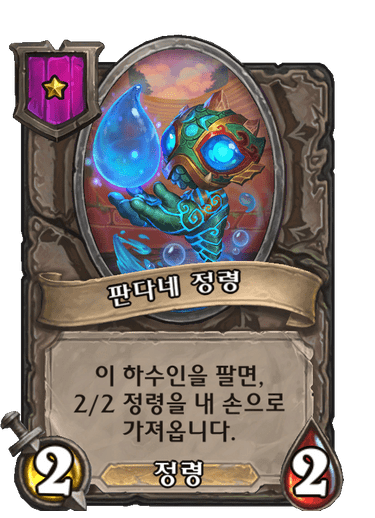 판다네 정령
이 하수인을 팔면,
2/2 정령을 내 손으로
가져옵니다.
정령
2
2